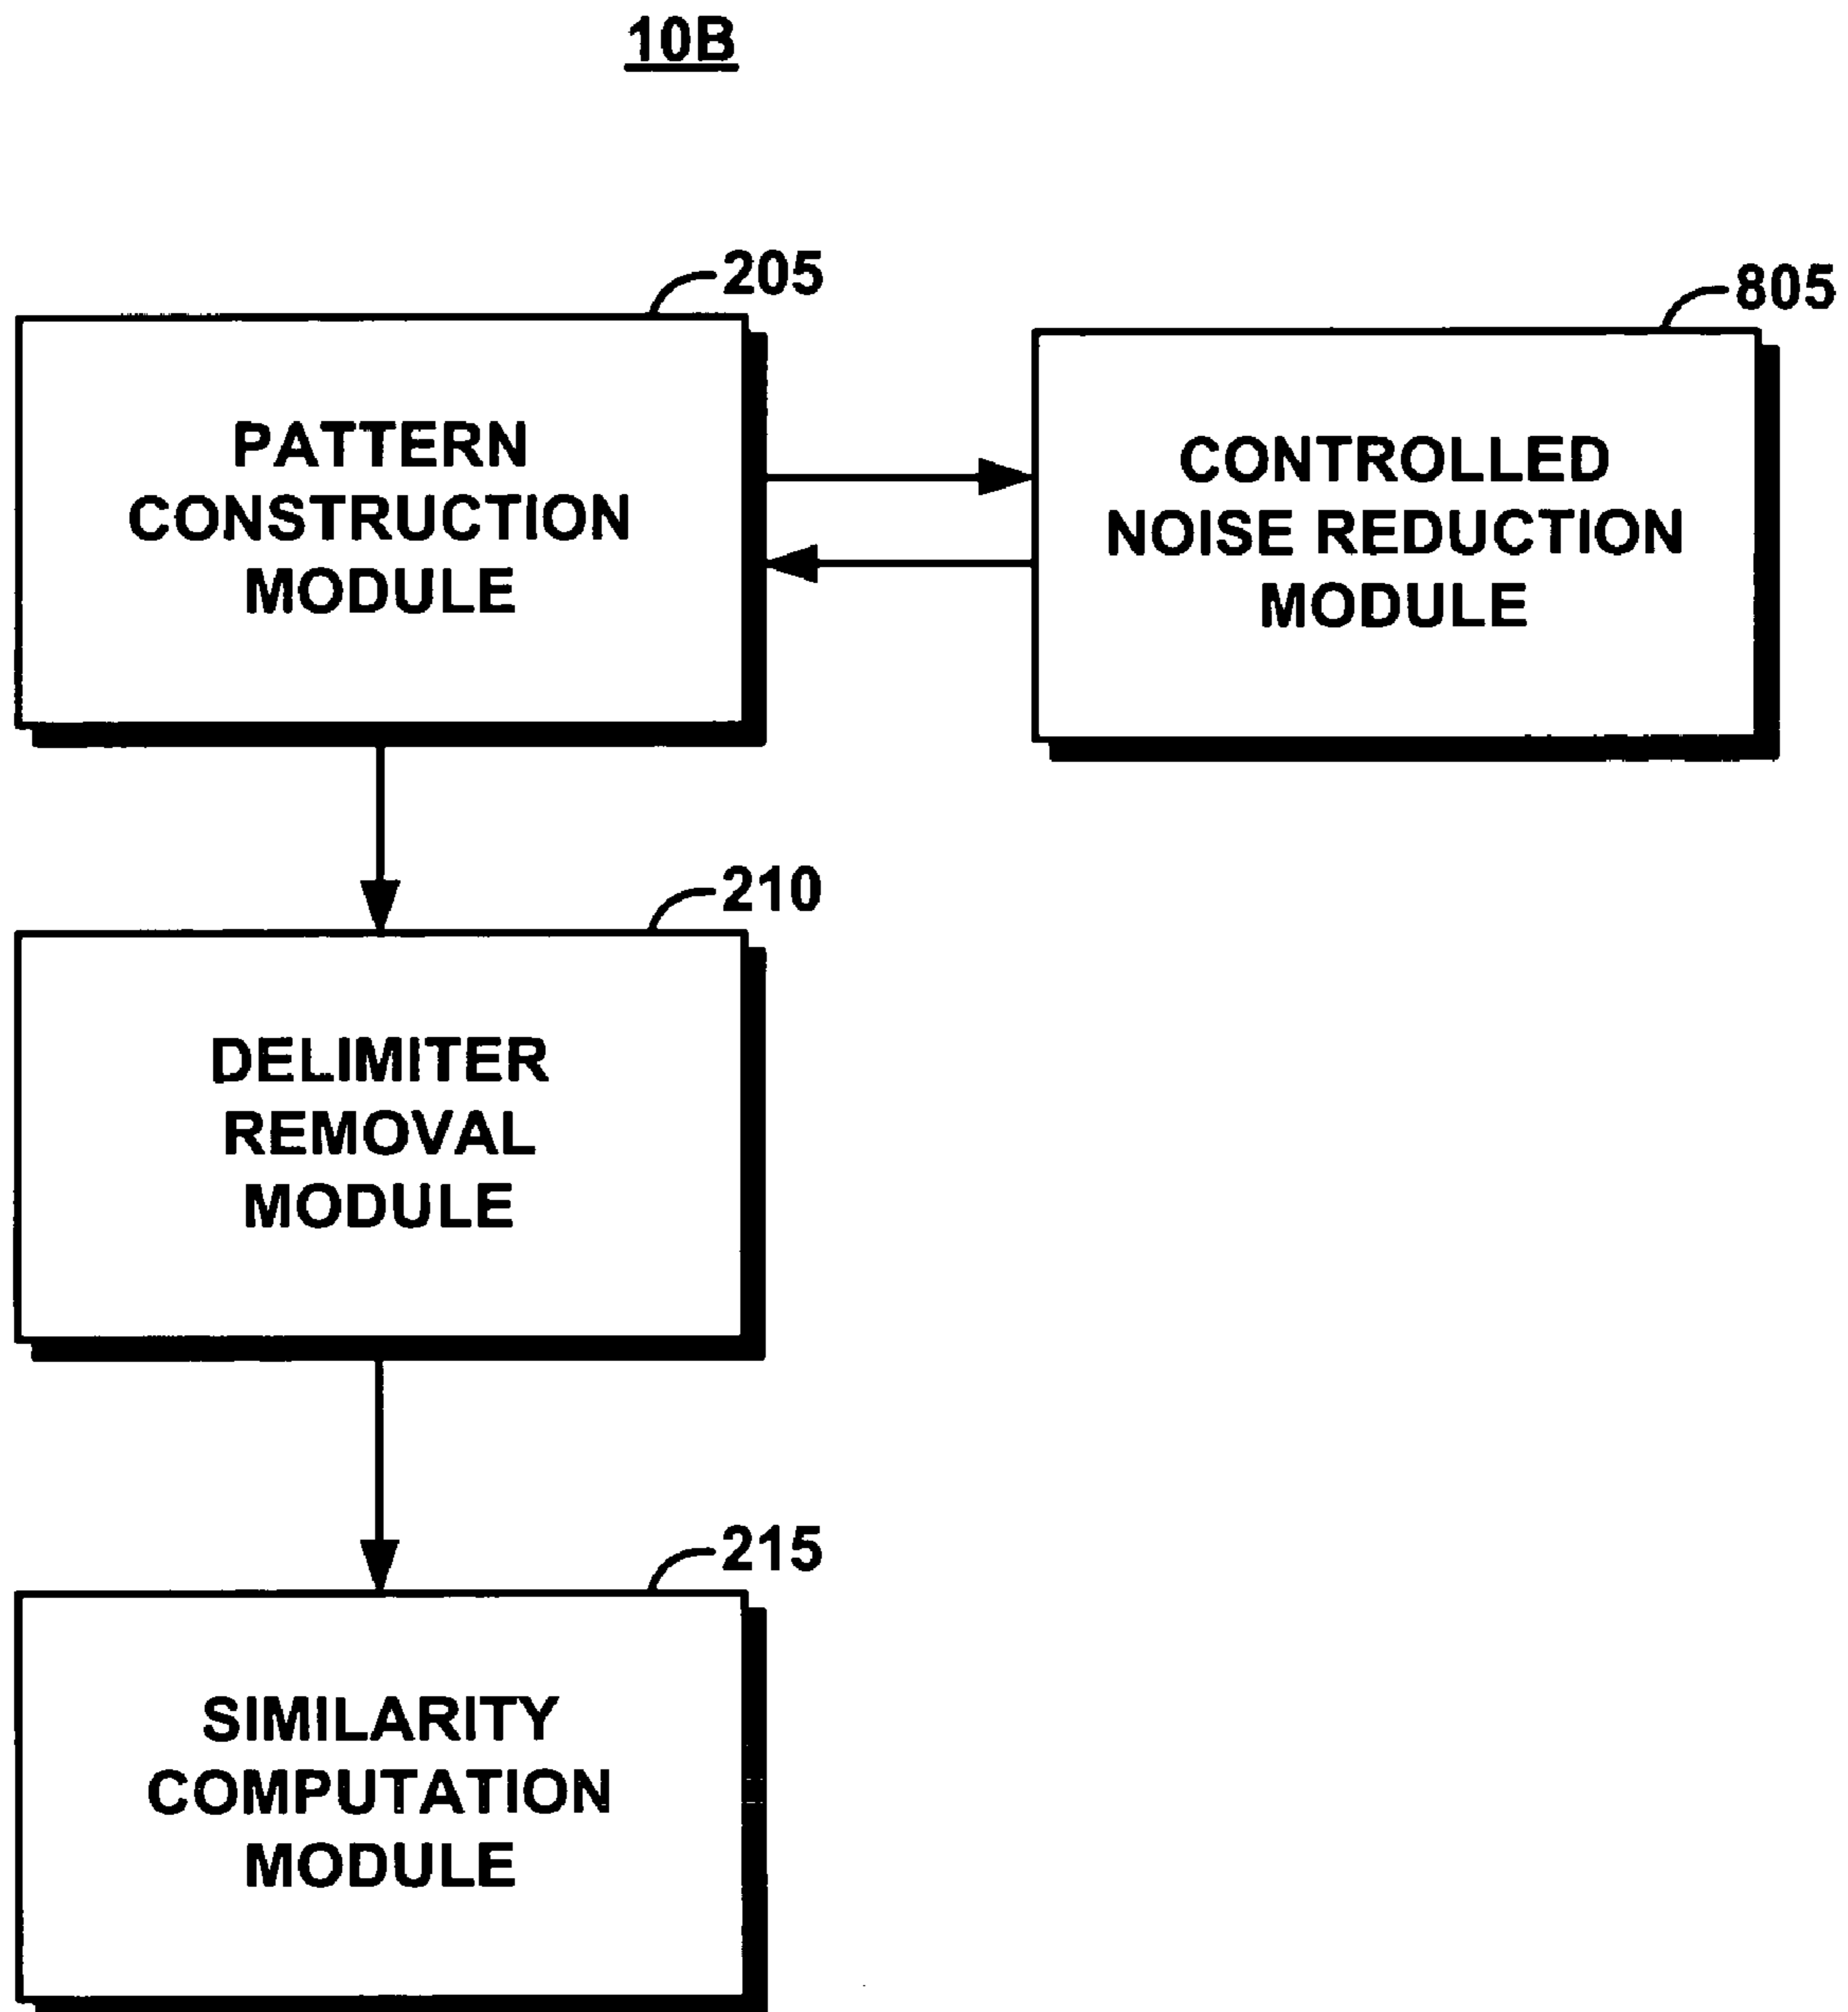 10B
205
805
PATTERN
CONSTRUCTION
MODULE
CONTROLLED
NOISE REDUCTION
MODULE
210
DELIMITER
REMOVAL
MODULE
215
SIMILARITY
COMPUTATION
MODULE